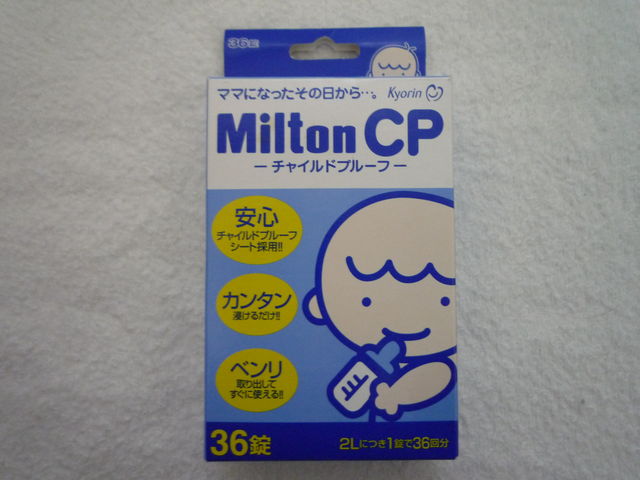 36錠
ママになったその日から…。 Kyorin
Milton CP
－チャイルドプルーフ－
安心
チャイルドプルーフ
シート採用!!
カンタン
浸けるだけ!!
ベンリ
取り出して
すぐに使える!!
36錠
2Lにつき1錠で36回分